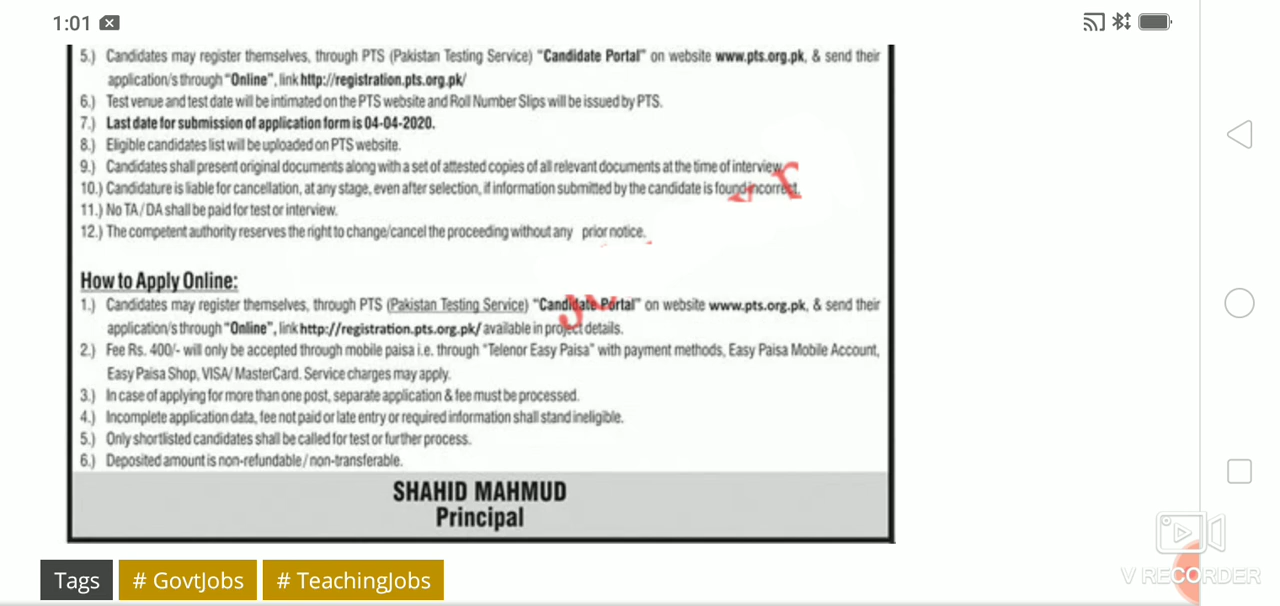 1:01
5.) Candidates may register themselves, through PTS (Pakistan Testing Service) "Candidate Portal" on website www.pts.org.pk, & send their
application/s through "Online", link http://registration.pts.org.pk/
6.) Test venue and test date will be intimated on the PTS website and Roll Number Slips will be issued by PTS.
7.) Last date for submission of application form is 04-04-2020.
8.) Eligible candidates list will be uploaded on PTS website.
9.) Candidates shall present original documents along with a set of attested copies of all relevant documents at the time of interview.
10.) Candidature is liable for cancellation, at any stage, even after selection, if information submitted by the candidate is found incorrect.
11.) No TA/DA shall be paid for test or interview.
12.) The competent authority reserves the right to change/cancel the proceeding without any prior notice.
How to Apply Online:
1.) Candidates may register themselves, through PTS (Pakistan Testing Service) "Candidate Portal" on website www.pts.org.pk, & send their
application/s through "Online", link http://registration.pts.org.pk/ available in project details.
2.) Fee Rs. 400/- will only be accepted through mobile paisa i.e. through "Telenor Easy Paisa" with payment methods, Easy Paisa Mobile Account,
Easy Paisa Shop, VISA/ MasterCard. Service charges may apply.
3.) In case of applying for more than one post, separate application & fee must be processed.
4.) Incomplete application data, fee not paid or late entry or required information shall stand ineligible.
5.) Only shortlisted candidates shall be called for test or further process.
6.) Deposited amount is non-refundable/non-transferable.
SHAHID MAHMUD
Principal
Tags # GovtJobs # TeachingJobs
V RECORDER